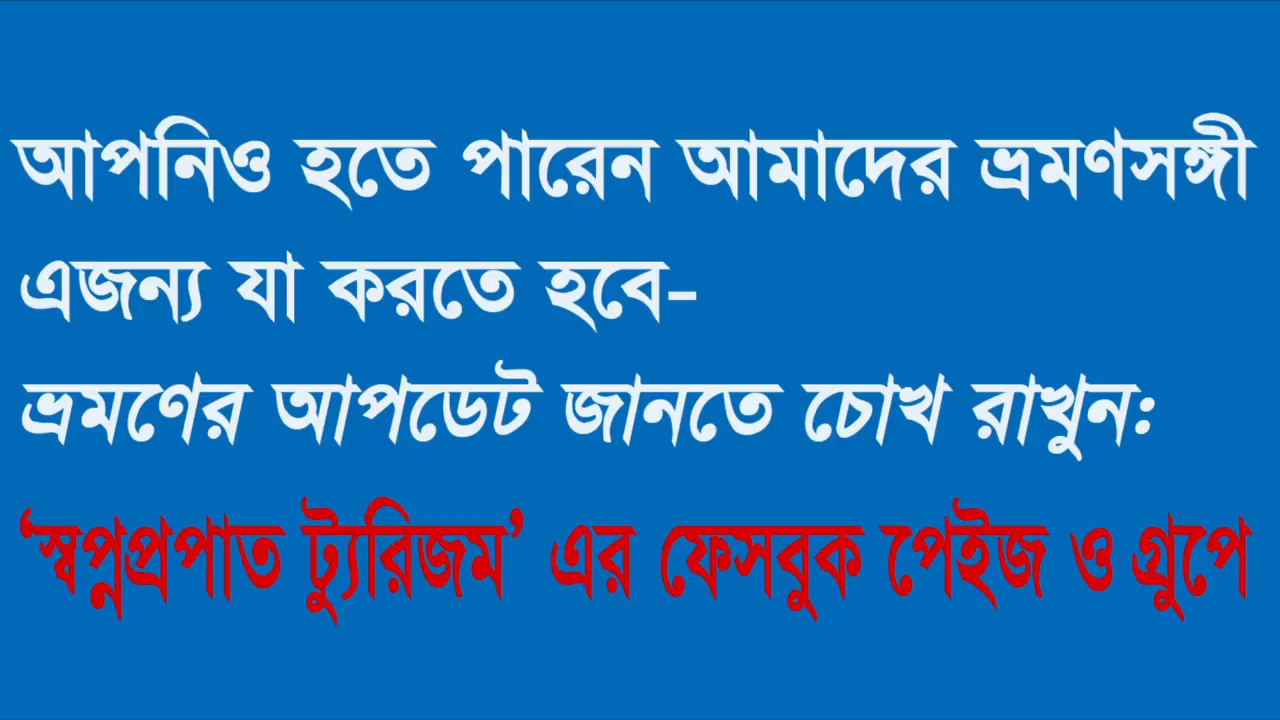 আপনিও হতে পারেন আমাদের ভ্রমণসঙ্গী
এজন্য যা করতে হবে-
ভ্রমণের আপডেট জানতে চোখ রাখুন:
‘স্বপ্নপ্রপাত ট্যুরিজম’ এর ফেসবুক পেইজ ও গ্রুপে